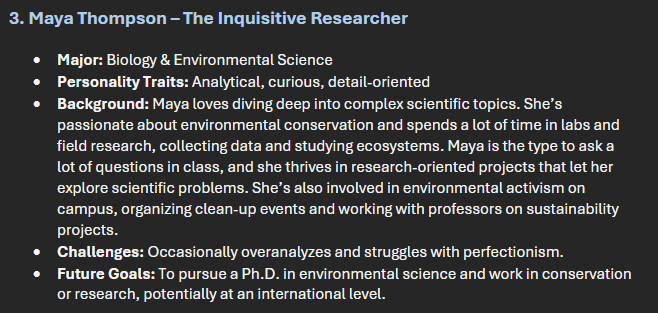 3. Maya Thompson – The Inquisitive Researcher
• Major: Biology & Environmental Science
• Personality Traits: Analytical, curious, detail-oriented
• Background: Maya loves diving deep into complex scientific topics. She's
passionate about environmental conservation and spends a lot of time in labs and
field research, collecting data and studying ecosystems. Maya is the type to ask a
lot of questions in class, and she thrives in research-oriented projects that let her
explore scientific problems. She's also involved in environmental activism on
campus, organizing clean-up events and working with professors on sustainability
projects.
• Challenges: Occasionally overanalyzes and struggles with perfectionism.
• Future Goals: To pursue a Ph.D. in environmental science and work in conservation
or research, potentially at an international level.